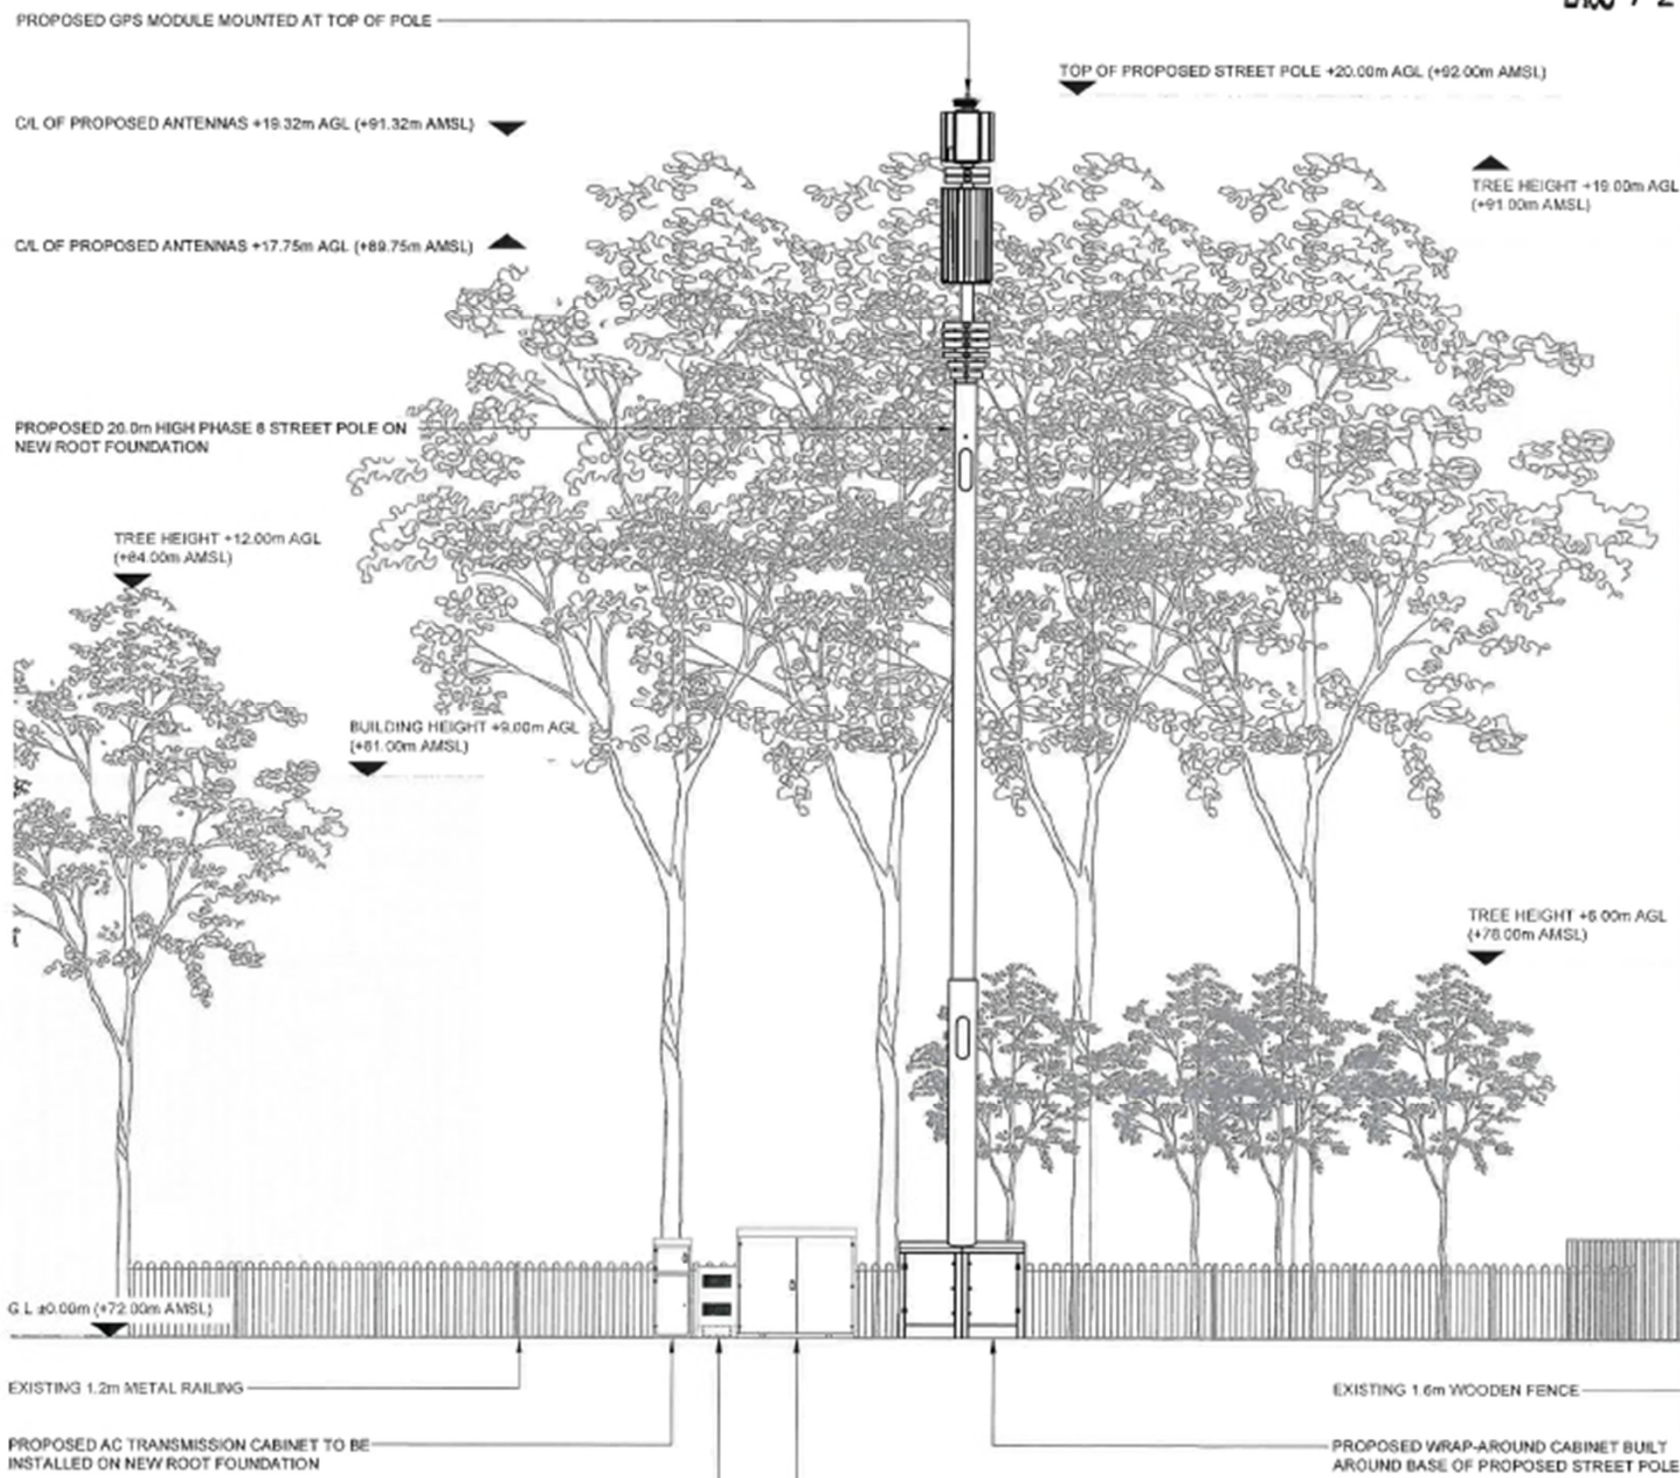 PROPOSED GPS MODULE MOUNTED AT TOP OF POLE
TOP OF PROPOSED STREET POLE +20.00m AGL (+92.00m AMSL)
C/L OF PROPOSED ANTENNAS +19.32m AGL (+91.32m AMSL)
TREE HEIGHT +19.00m AGL
(+91.00m AMSL)
C/L OF PROPOSED ANTENNAS +17.75m AGL (+89.75m AMSL)
PROPOSED 20.0m HIGH PHASE 8 STREET POLE ON
NEW ROOT FOUNDATION
TREE HEIGHT +12.00m AGL
(+84.00m AMSL)
BUILDING HEIGHT +9.00m AGL
(+81.00m AMSL)
TREE HEIGHT +6.00m AGL
(+78.00m AMSL)
G.L ±0.00m (+72.00m AMSL)
EXISTING 1.2m METAL RAILING
EXISTING 1.6m WOODEN FENCE
PROPOSED AC TRANSMISSION CABINET TO BE
INSTALLED ON NEW ROOT FOUNDATION
PROPOSED WRAP-AROUND CABINET BUILT
AROUND BASE OF PROPOSED STREET POLE